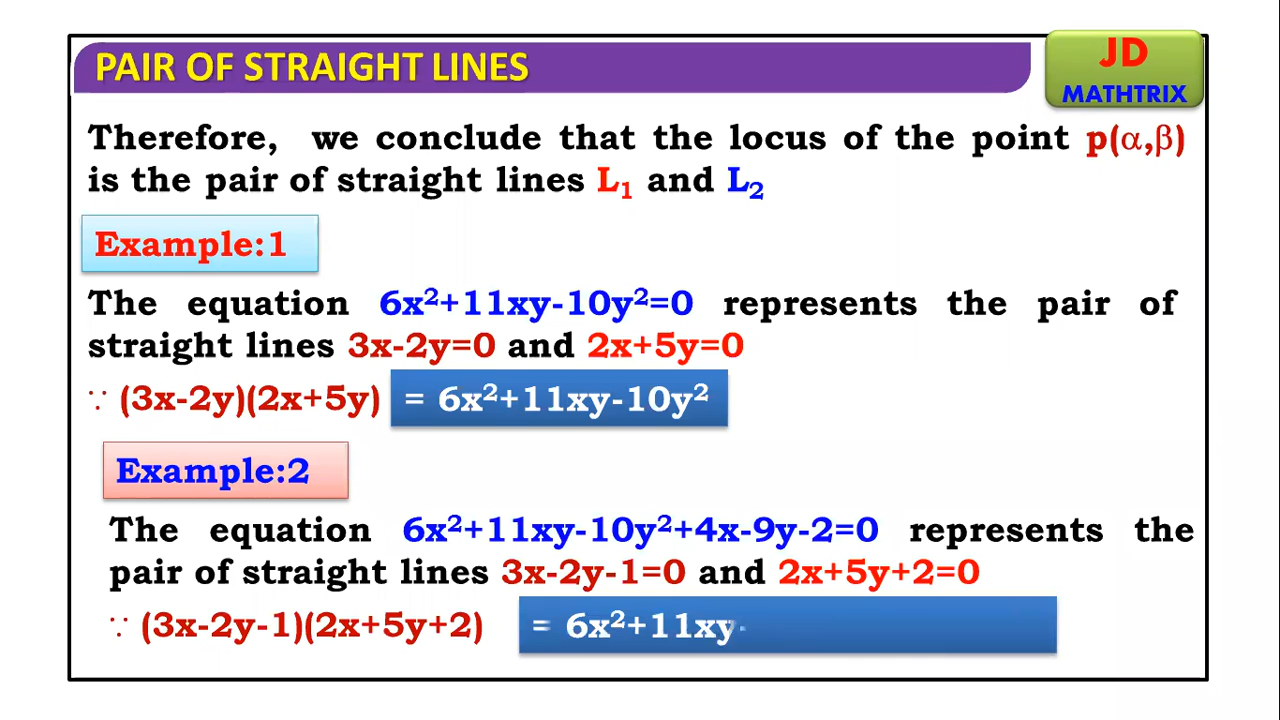 PAIR OF STRAIGHT LINES
JD
MATHTRIX
Therefore, we conclude that the locus of the point p(α,β)
is the pair of straight lines L₁ and L₂
Example:1
The equation 6x²+11xy-10y²=0 represents the pair of
straight lines 3x-2y=0 and 2x+5y=0
∵ (3x-2y)(2x+5y) = 6x²+11xy-10y²
Example:2
The equation 6x²+11xy-10y²+4x-9y-2=0 represents the
pair of straight lines 3x-2y-1=0 and 2x+5y+2=0
∵ (3x-2y-1)(2x+5y+2) = 6x²+11xy-